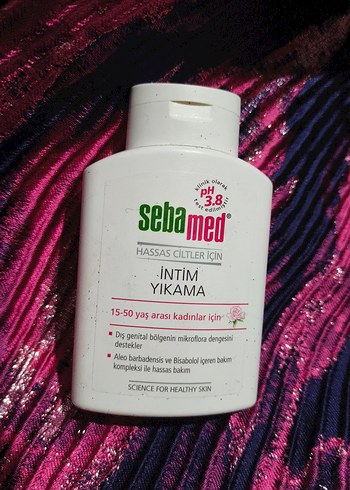 klinik olarak
pH
3.8
test edilmiştir
sebamed®
HASSAS CİLTLER İÇİN
İNTİM
YIKAMA
15-50 yaş arası kadınlar için
▪ Dış genital bölgenin mikroflora dengesini
destekler
▪ Aleo barbadensis ve Bisabolol içeren bakım
kompleksi ile hassas bakım
SCIENCE FOR HEALTHY SKIN